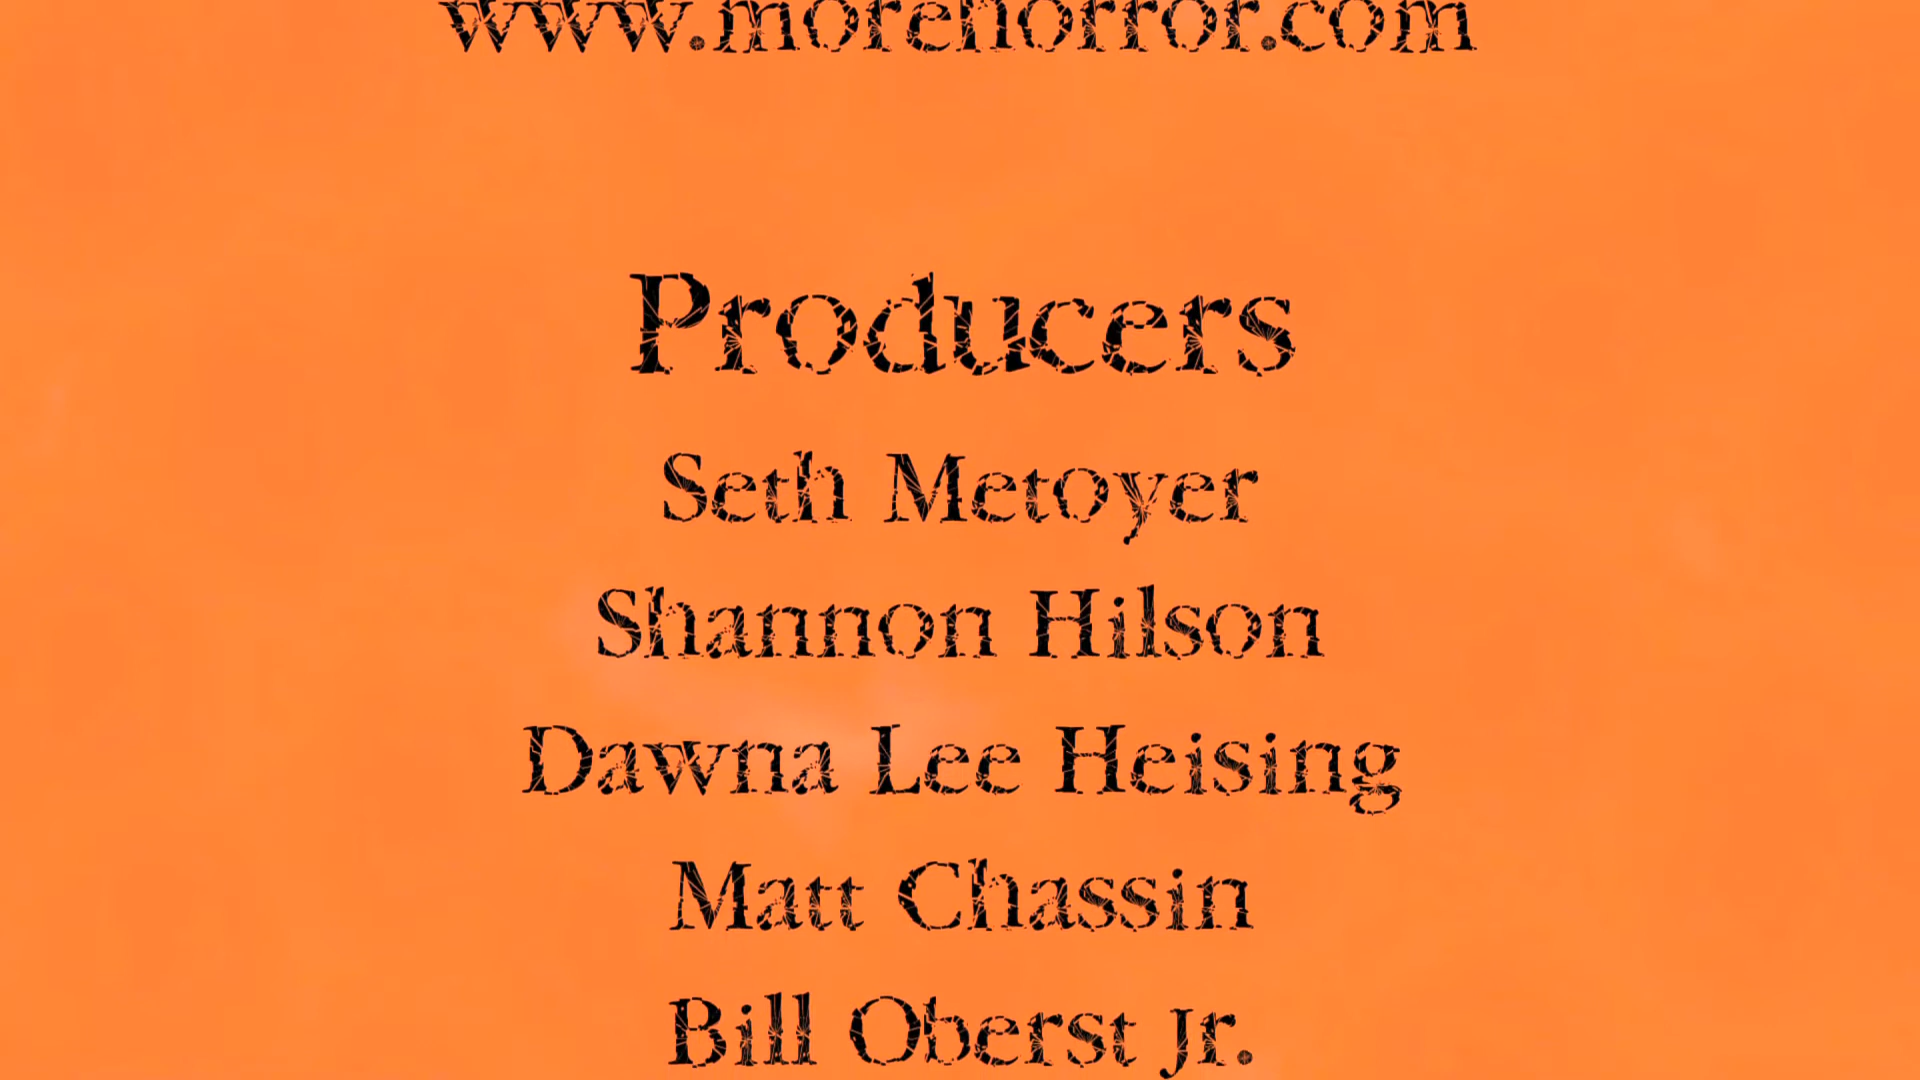 www.morehorror.com
Producers
Seth Metoyer
Shannon Hilson
Dawna Lee Heising
Matt Chassin
Bill Oberst Jr.